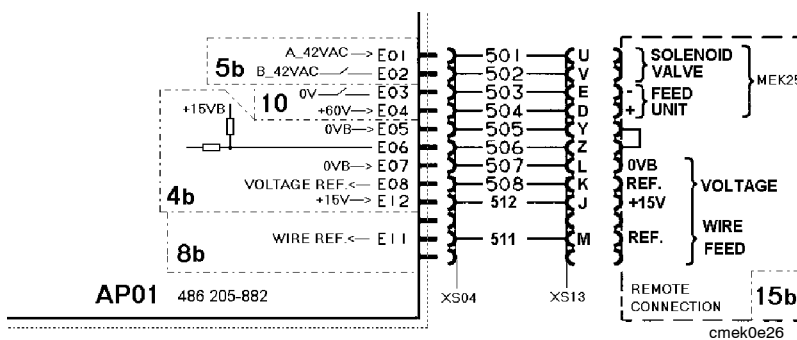 A_42VAC E01 501 U SOLENOID
5b B_42VAC E02 502 V VALVE
10 0V E03 503 E - FEED MEK25
+15VB +60V E04 504 D + UNIT
0VB E05 505 Y
E06 506 Z
0VB E07 507 L 0VB
VOLTAGE REF. E08 508 K REF. VOLTAGE
4b +15V E12 512 J +15V
WIRE
8b WIRE REF. E11 511 M REF. FEED
AP01 486 205-882 XS04 XS13 REMOTE
CONNECTION 15b
cmek0e26